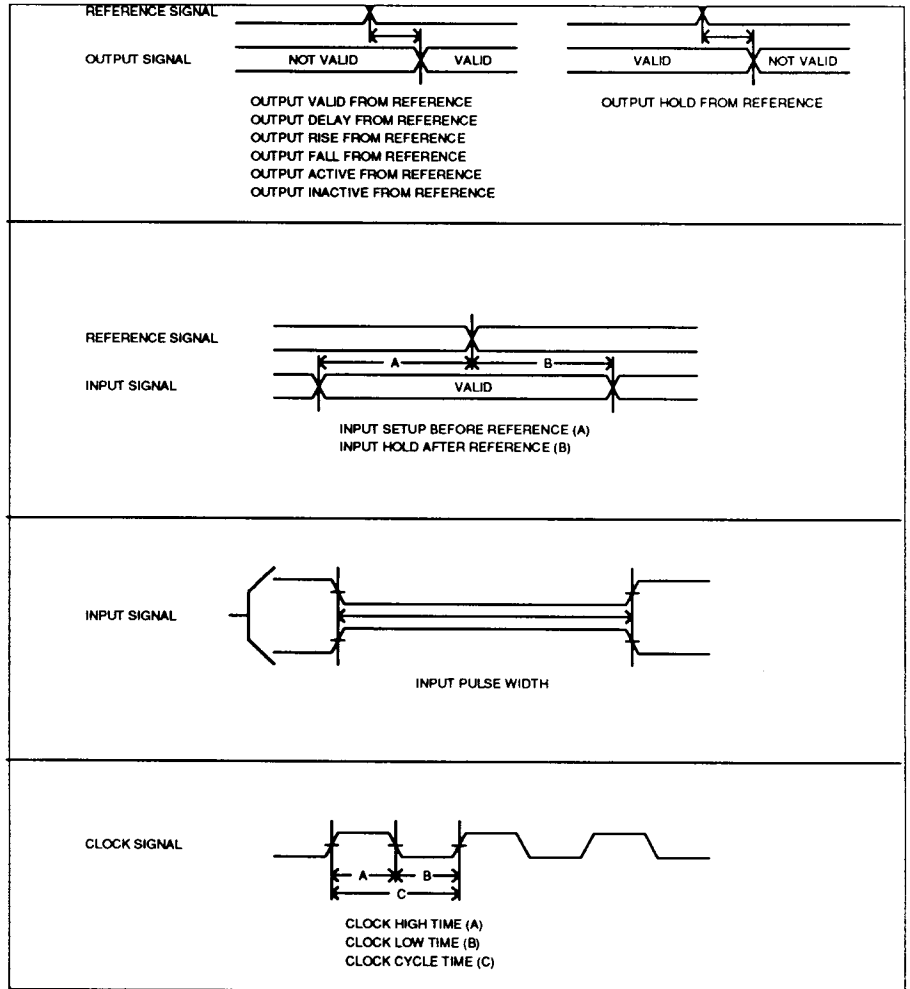 REFERENCE SIGNAL
OUTPUT SIGNAL
NOT VALID
VALID
VALID
NOT VALID
OUTPUT VALID FROM REFERENCE
OUTPUT DELAY FROM REFERENCE
OUTPUT RISE FROM REFERENCE
OUTPUT FALL FROM REFERENCE
OUTPUT ACTIVE FROM REFERENCE
OUTPUT INACTIVE FROM REFERENCE
OUTPUT HOLD FROM REFERENCE
REFERENCE SIGNAL
A
B
INPUT SIGNAL
VALID
INPUT SETUP BEFORE REFERENCE (A)
INPUT HOLD AFTER REFERENCE (B)
INPUT SIGNAL
INPUT PULSE WIDTH
CLOCK SIGNAL
A
B
C
CLOCK HIGH TIME (A)
CLOCK LOW TIME (B)
CLOCK CYCLE TIME (C)